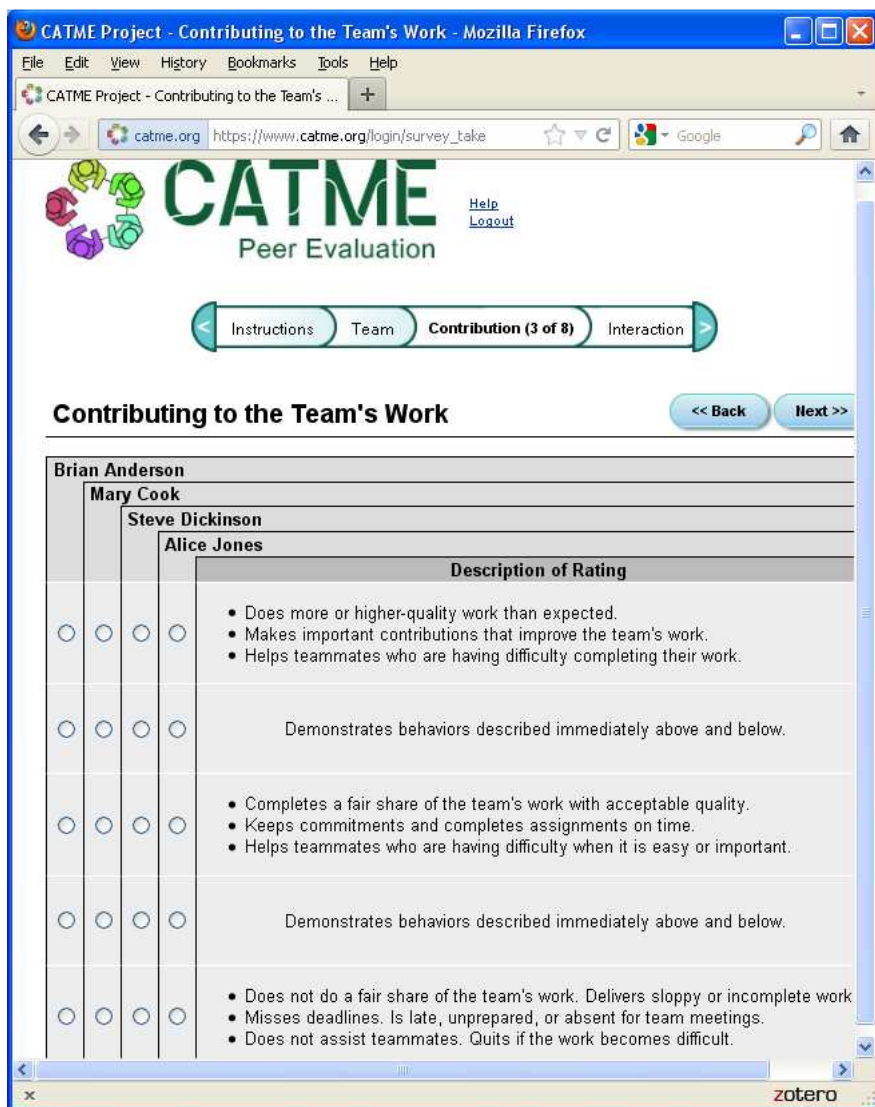 CATME Project - Contributing to the Team's Work - Mozilla Firefox
File Edit View History Bookmarks Tools Help
CATME Project - Contributing to the Team's ... +
catme.org https://www.catme.org/login/survey_take Google
CATME
Peer Evaluation
Help
Logout
< Instructions Team Contribution (3 of 8) Interaction >
Contributing to the Team's Work << Back Next >>
Brian Anderson
Mary Cook
Steve Dickinson
Alice Jones
Description of Rating
• Does more or higher-quality work than expected.
• Makes important contributions that improve the team's work.
• Helps teammates who are having difficulty completing their work.
Demonstrates behaviors described immediately above and below.
• Completes a fair share of the team's work with acceptable quality.
• Keeps commitments and completes assignments on time.
• Helps teammates who are having difficulty when it is easy or important.
Demonstrates behaviors described immediately above and below.
• Does not do a fair share of the team's work. Delivers sloppy or incomplete work
• Misses deadlines. Is late, unprepared, or absent for team meetings.
• Does not assist teammates. Quits if the work becomes difficult.
x zotero